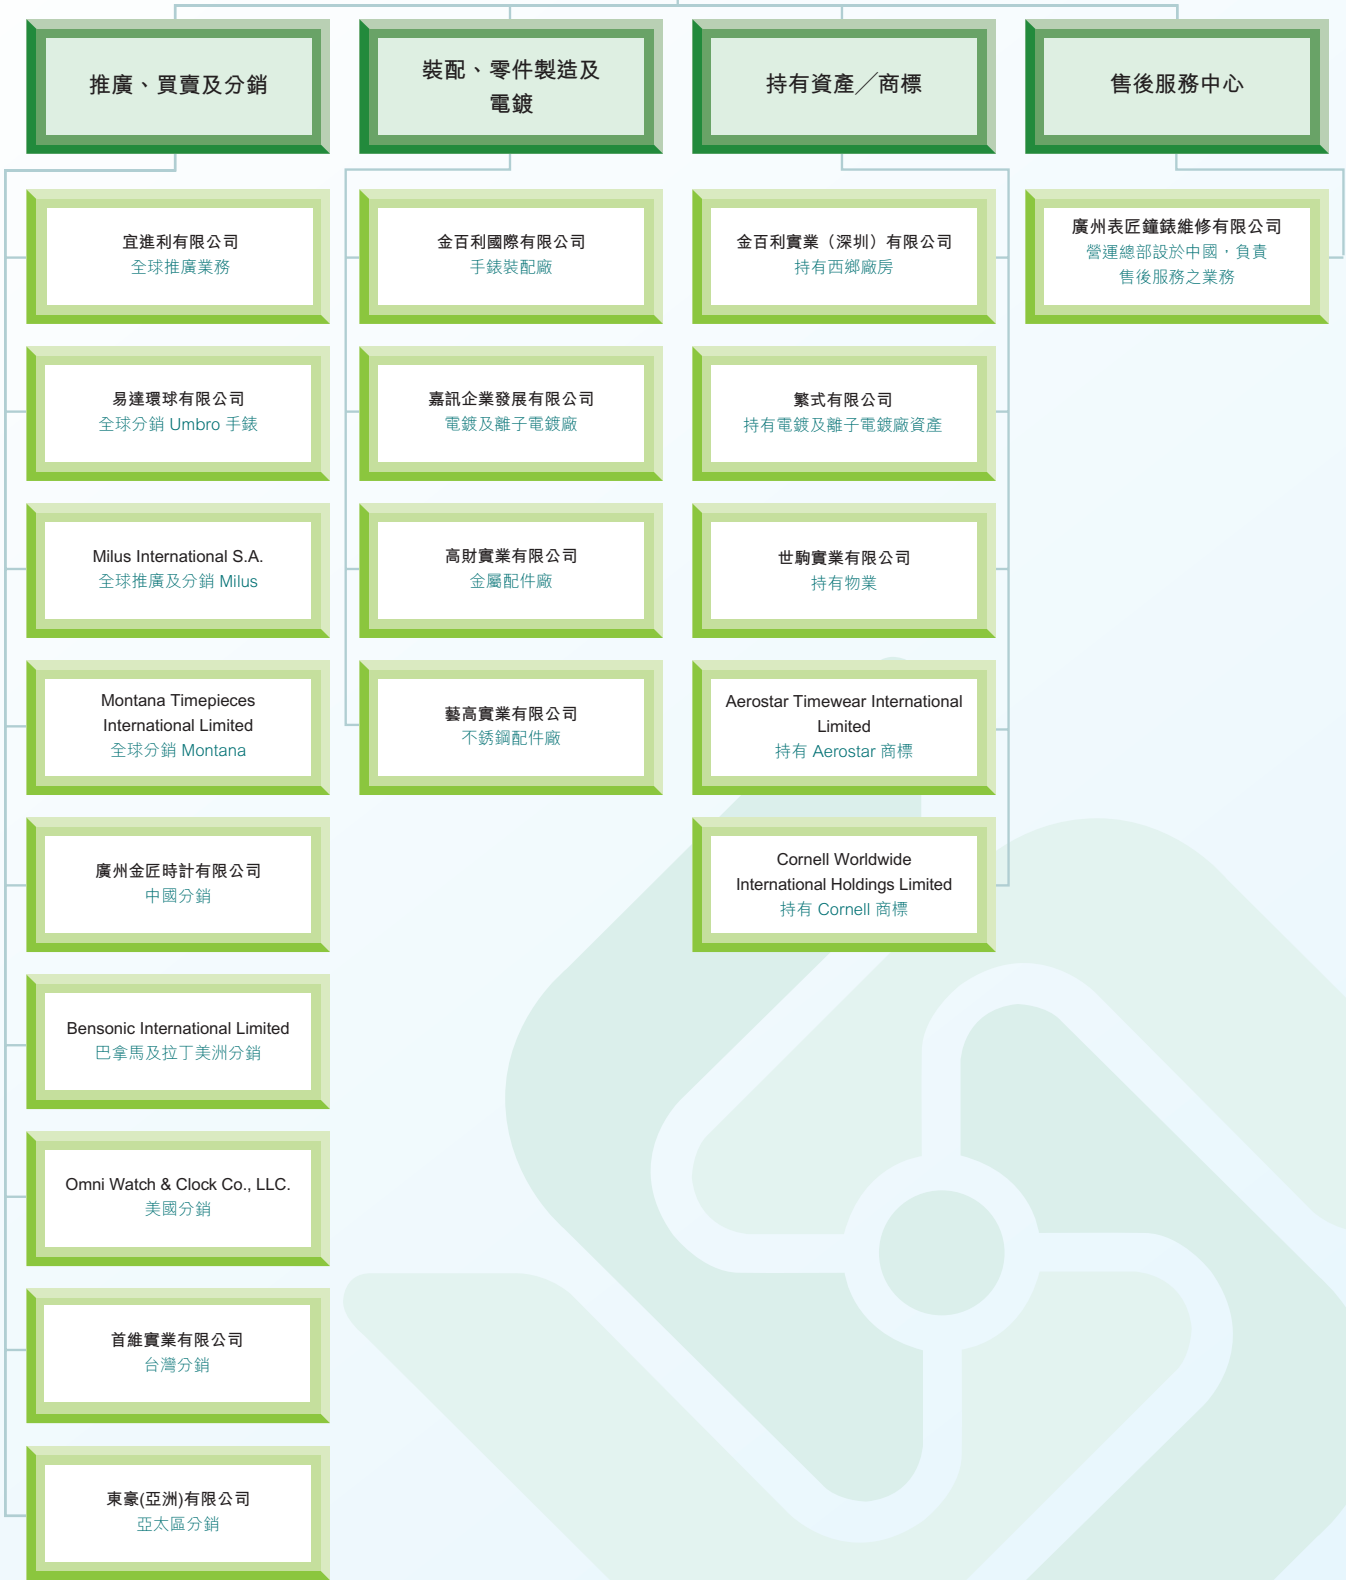 推廣、買賣及分銷
裝配、零件製造及
電鍍
持有資產／商標
售後服務中心
宜進利有限公司
全球推廣業務
易達環球有限公司
全球分銷 Umbro 手錶
Milus International S.A.
全球推廣及分銷 Milus
Montana Timepieces
International Limited
全球分銷 Montana
廣州金匠時計有限公司
中國分銷
Bensonic International Limited
巴拿馬及拉丁美洲分銷
Omni Watch & Clock Co., LLC.
美國分銷
首維實業有限公司
台灣分銷
東豪(亞洲)有限公司
亞太區分銷
金百利國際有限公司
手錶裝配廠
嘉訊企業發展有限公司
電鍍及離子電鍍廠
高財實業有限公司
金屬配件廠
藝高實業有限公司
不銹鋼配件廠
金百利實業（深圳）有限公司
持有西鄉廠房
繁式有限公司
持有電鍍及離子電鍍廠資產
世駒實業有限公司
持有物業
Aerostar Timewear International
Limited
持有 Aerostar 商標
Cornell Worldwide
International Holdings Limited
持有 Cornell 商標
廣州表匠鐘錶維修有限公司
營運總部設於中國，負責
售後服務之業務